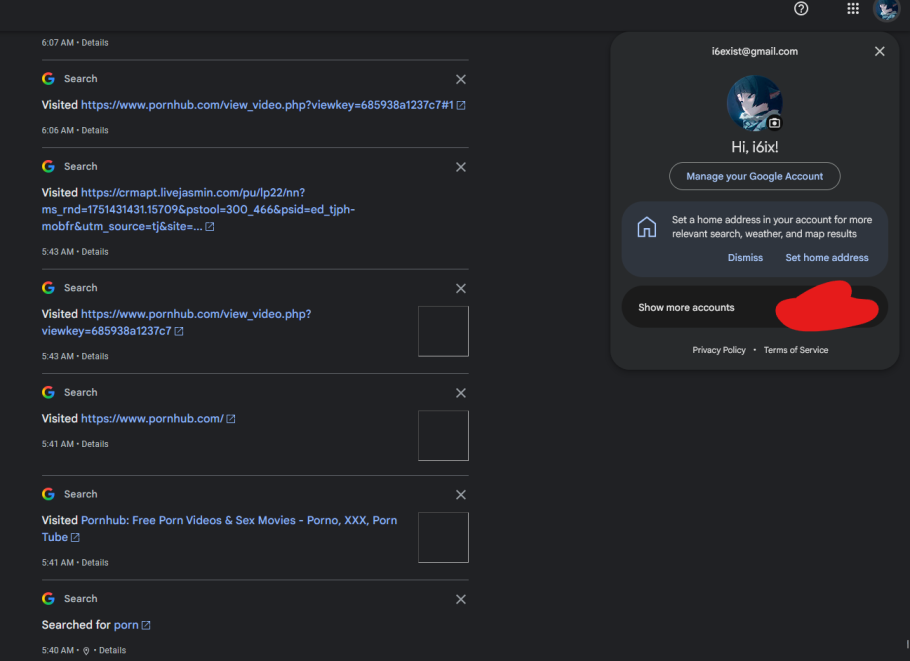 6:07 AM • Details
Search
Visited https://www.pornhub.com/view_video.php?viewkey=685938a1237c7#1
6:06 AM • Details
Search
Visited https://crmapt.livejasmin.com/pu/lp22/nn?
ms_rnd=1751431431.15709&pstool=300_466&psid=ed_tjph-
mobfr&utm_source=tj&site=...
5:43 AM • Details
Search
Visited https://www.pornhub.com/view_video.php?
viewkey=685938a1237c7
5:43 AM • Details
Search
Visited https://www.pornhub.com/
5:41 AM • Details
Search
Visited Pornhub: Free Porn Videos & Sex Movies - Porno, XXX, Porn
Tube
5:41 AM • Details
Search
Searched for porn
5:40 AM • Details
i6exist@gmail.com
Hi, i6ix!
Manage your Google Account
Set a home address in your account for more
relevant search, weather, and map results
Dismiss Set home address
Show more accounts
Privacy Policy • Terms of Service